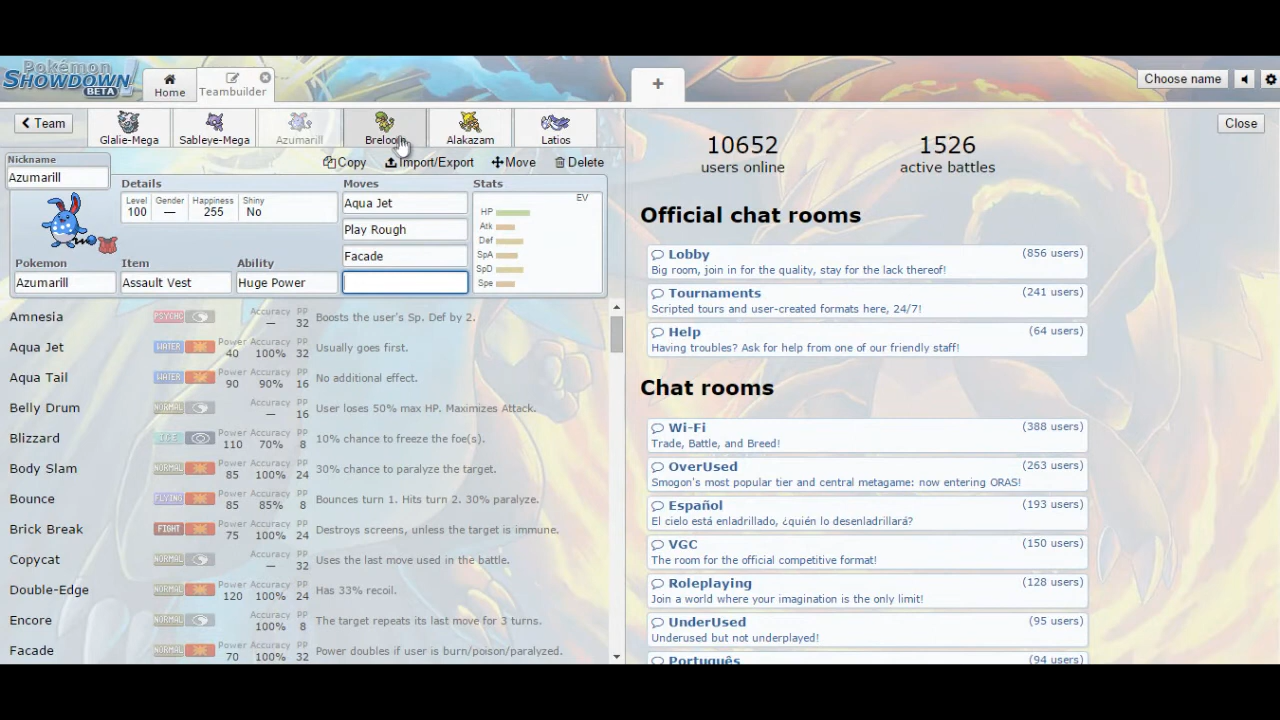 Pokémon
SHOWDOWN
BETA
Home
Teambuilder
+
Choose name
Team
Glalie-Mega
Sableye-Mega
Azumarill
Breloom
Alakazam
Latios
Close
Nickname
Azumarill
Copy
Import/Export
Move
Delete
Details
Level Gender Happiness Shiny
100 — 255 No
Pokemon
Azumarill
Item
Assault Vest
Ability
Huge Power
Moves
Aqua Jet
Play Rough
Facade
Stats
EV
HP
Atk
Def
SpA
SpD
Spe
Amnesia PSYCHC Accuracy — PP 32 Boosts the user's Sp. Def by 2.
Aqua Jet WATER Power 40 Accuracy 100% PP 32 Usually goes first.
Aqua Tail WATER Power 90 Accuracy 90% PP 16 No additional effect.
Belly Drum NORMAL Accuracy — PP 16 User loses 50% max HP. Maximizes Attack.
Blizzard ICE Power 110 Accuracy 70% PP 8 10% chance to freeze the foe(s).
Body Slam NORMAL Power 85 Accuracy 100% PP 24 30% chance to paralyze the target.
Bounce FLYING Power 85 Accuracy 85% PP 8 Bounces turn 1. Hits turn 2. 30% paralyze.
Brick Break FIGHT Power 75 Accuracy 100% PP 24 Destroys screens, unless the target is immune.
Copycat NORMAL Accuracy — PP 32 Uses the last move used in the battle.
Double-Edge NORMAL Power 120 Accuracy 100% PP 24 Has 33% recoil.
Encore NORMAL Accuracy 100% PP 8 The target repeats its last move for 3 turns.
Facade NORMAL Power 70 Accuracy 100% PP 32 Power doubles if user is burn/poison/paralyzed.
10652
users online
1526
active battles
Official chat rooms
Lobby (856 users)
Big room, join in for the quality, stay for the lack thereof!
Tournaments (241 users)
Scripted tours and user-created formats here, 24/7!
Help (64 users)
Having troubles? Ask for help from one of our friendly staff!
Chat rooms
Wi-Fi (388 users)
Trade, Battle, and Breed!
OverUsed (263 users)
Smogon's most popular tier and central metagame: now entering ORAS!
Español (193 users)
El cielo está enladrillado, ¿quién lo desenladrillará?
VGC (150 users)
The room for the official competitive format!
Roleplaying (128 users)
Join a world where your imagination is the only limit!
UnderUsed (95 users)
Underused but not underplayed!
Português (94 users)